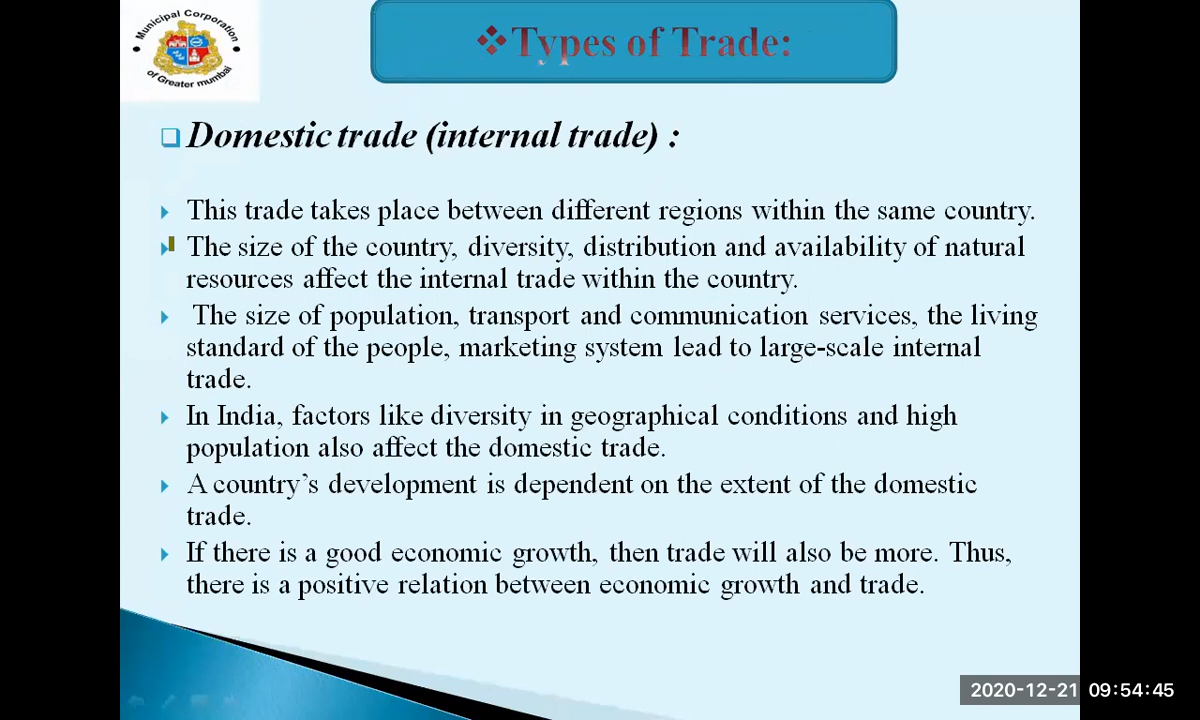 Municipal Corporation
of Greater mumbai
❖Types of Trade:
❑ Domestic trade (internal trade) :
This trade takes place between different regions within the same country.
The size of the country, diversity, distribution and availability of natural
resources affect the internal trade within the country.
The size of population, transport and communication services, the living
standard of the people, marketing system lead to large-scale internal
trade.
In India, factors like diversity in geographical conditions and high
population also affect the domestic trade.
A country’s development is dependent on the extent of the domestic
trade.
If there is a good economic growth, then trade will also be more. Thus,
there is a positive relation between economic growth and trade.
2020-12-21 09:54:45